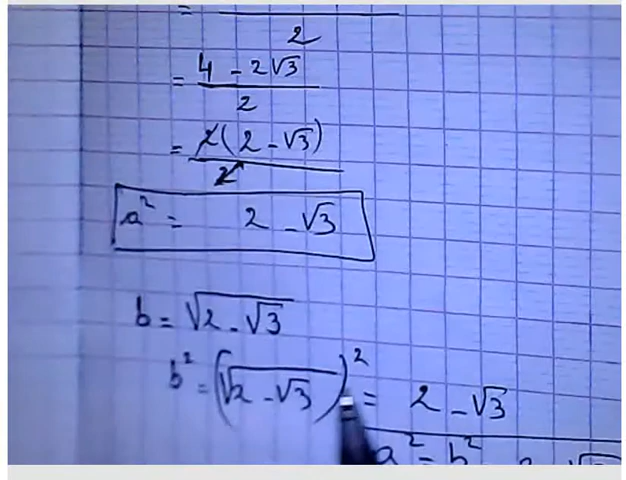 = ―
2
= 4 - 2√3
2
= 2(2 - √3)
2
a² = 2 - √3
b = √(2 - √3)
b² = (√(2 - √3))² = 2 - √3
a² = b²